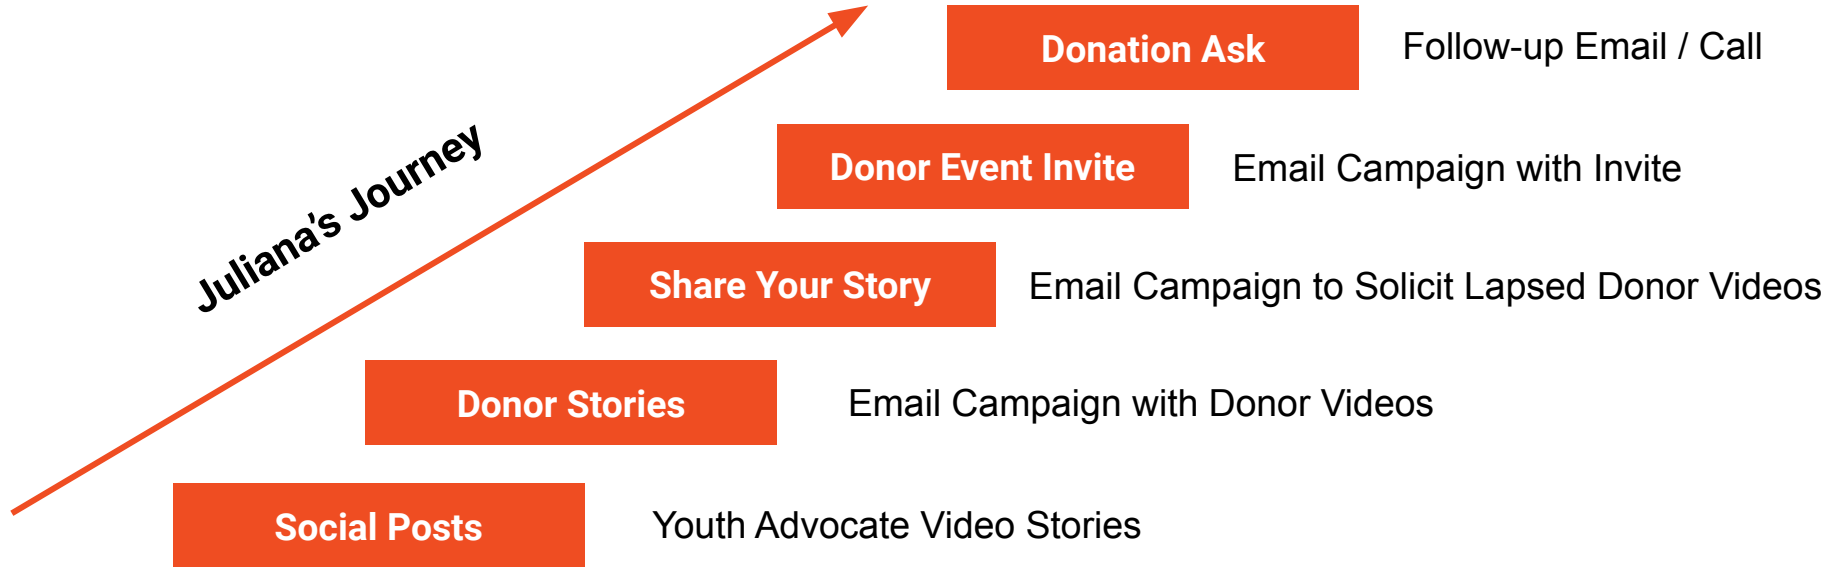 Donation Ask
Follow-up Email / Call
Juliana's Journey
Donor Event Invite
Email Campaign with Invite
Share Your Story
Email Campaign to Solicit Lapsed Donor Videos
Donor Stories
Email Campaign with Donor Videos
Social Posts
Youth Advocate Video Stories